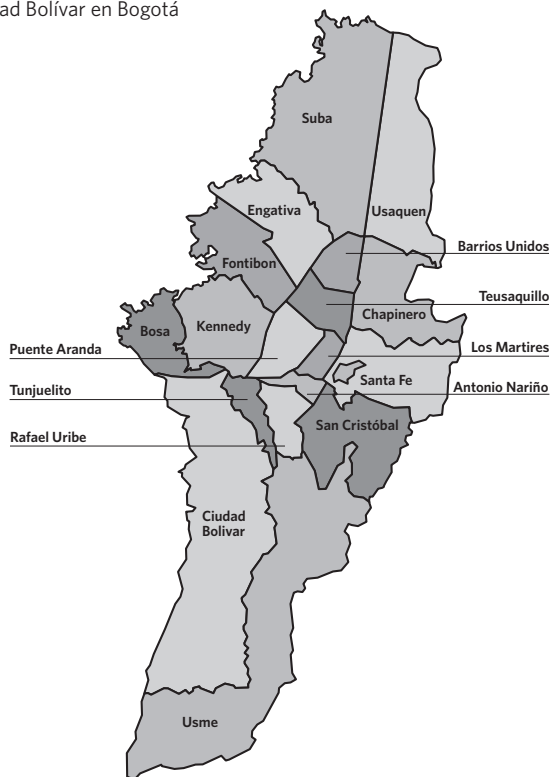 ad Bolívar en Bogotá
Suba
Engativa
Usaquen
Barrios Unidos
Fontibon
Teusaquillo
Chapinero
Bosa
Kennedy
Puente Aranda
Los Martires
Santa Fe
Tunjuelito
Antonio Nariño
San Cristóbal
Rafael Uribe
Ciudad
Bolivar
Usme